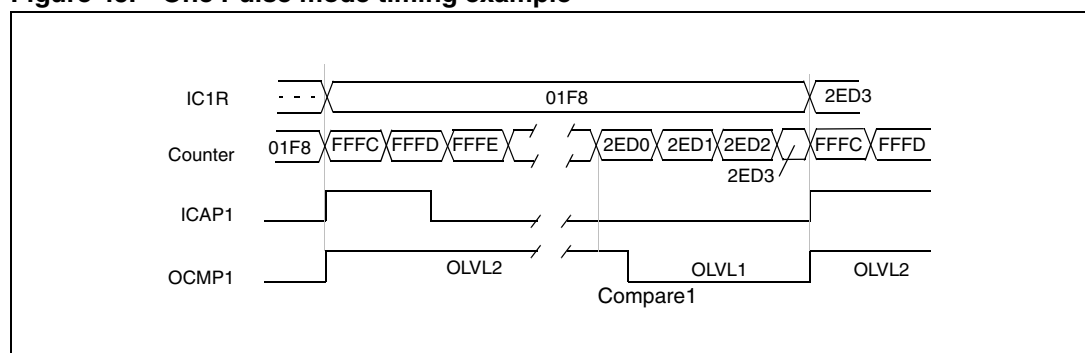 IC1R - - - 01F8 2ED3
Counter 01F8 FFFC FFFD FFFE 2ED0 2ED1 2ED2 FFFC FFFD
2ED3
ICAP1
OCMP1 OLVL2 OLVL1 OLVL2
Compare1